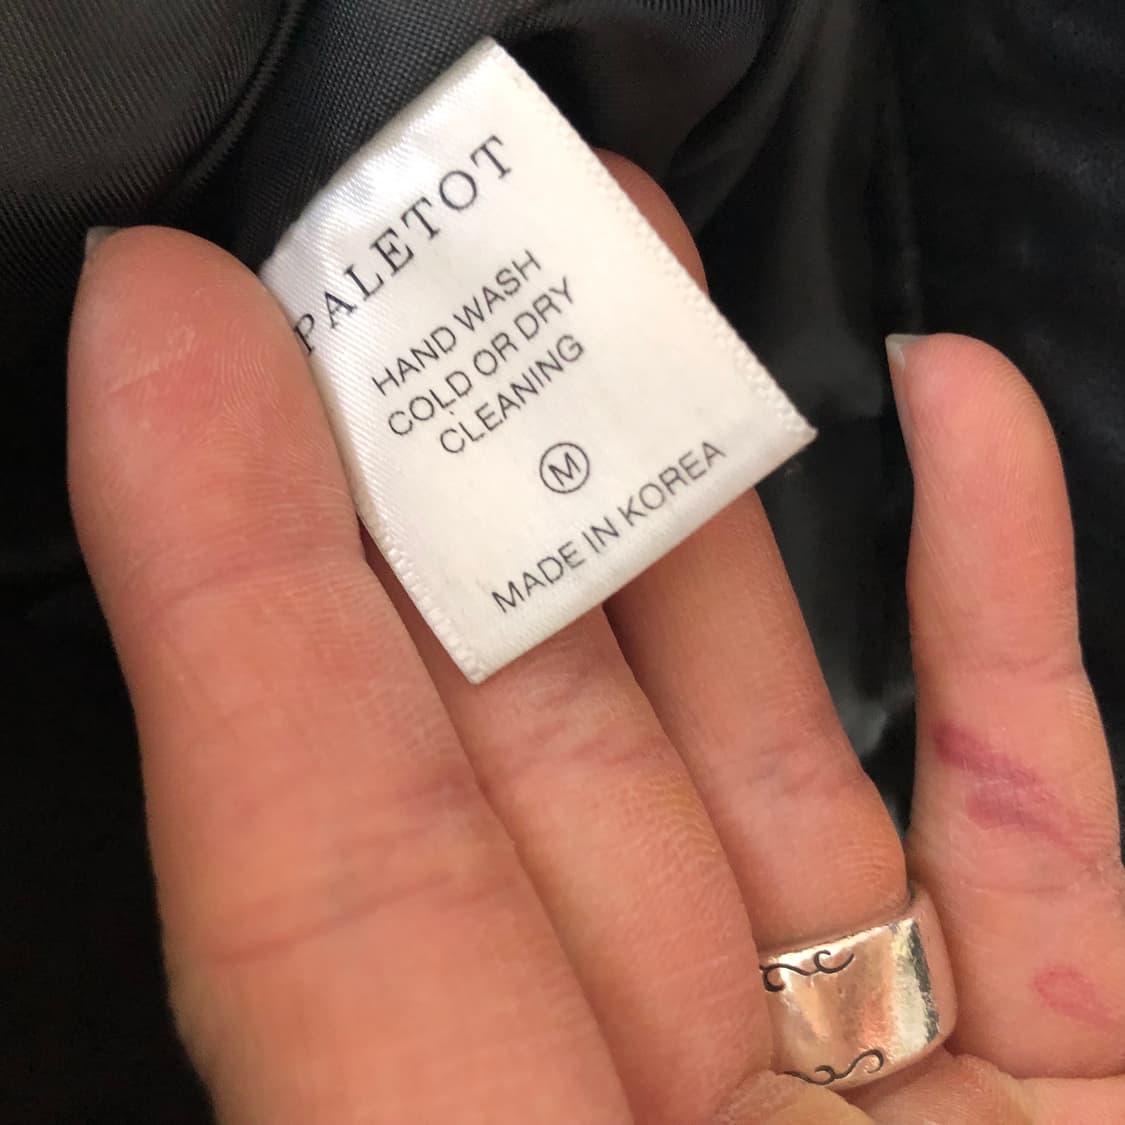 PALETOT
HAND WASH
COLD OR DRY
CLEANING
M
MADE IN KOREA